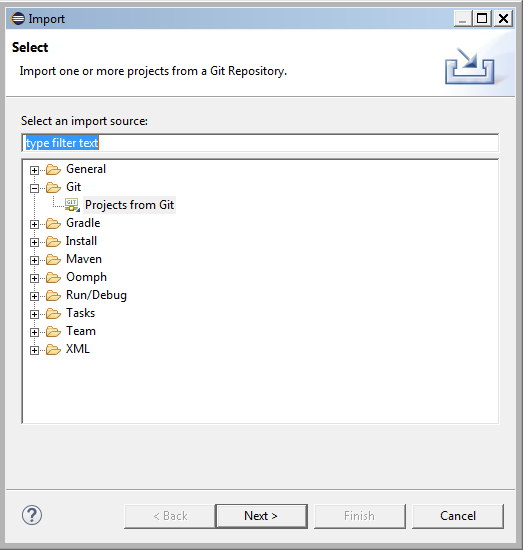 Import
Select
Import one or more projects from a Git Repository.
Select an import source:
type filter text
General
Git
GIT
Projects from Git
Gradle
Install
Maven
Oomph
Run/Debug
Tasks
Team
XML
?
< Back
Next >
Finish
Cancel